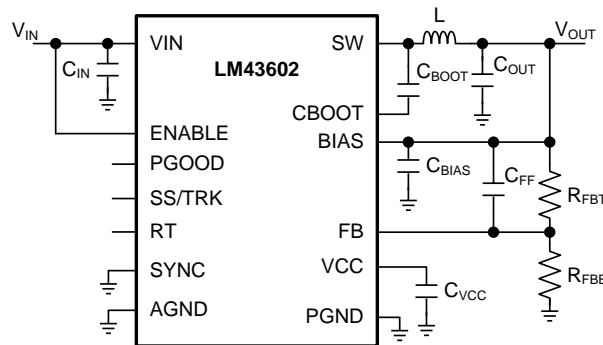 VIN
VIN
SW
L
VOUT
CIN
LM43602
CBOOT
COUT
CBOOT
ENABLE
BIAS
PGOOD
CBIAS
CFF
RFBT
SS/TRK
RT
FB
SYNC
VCC
RFBB
CVCC
AGND
PGND